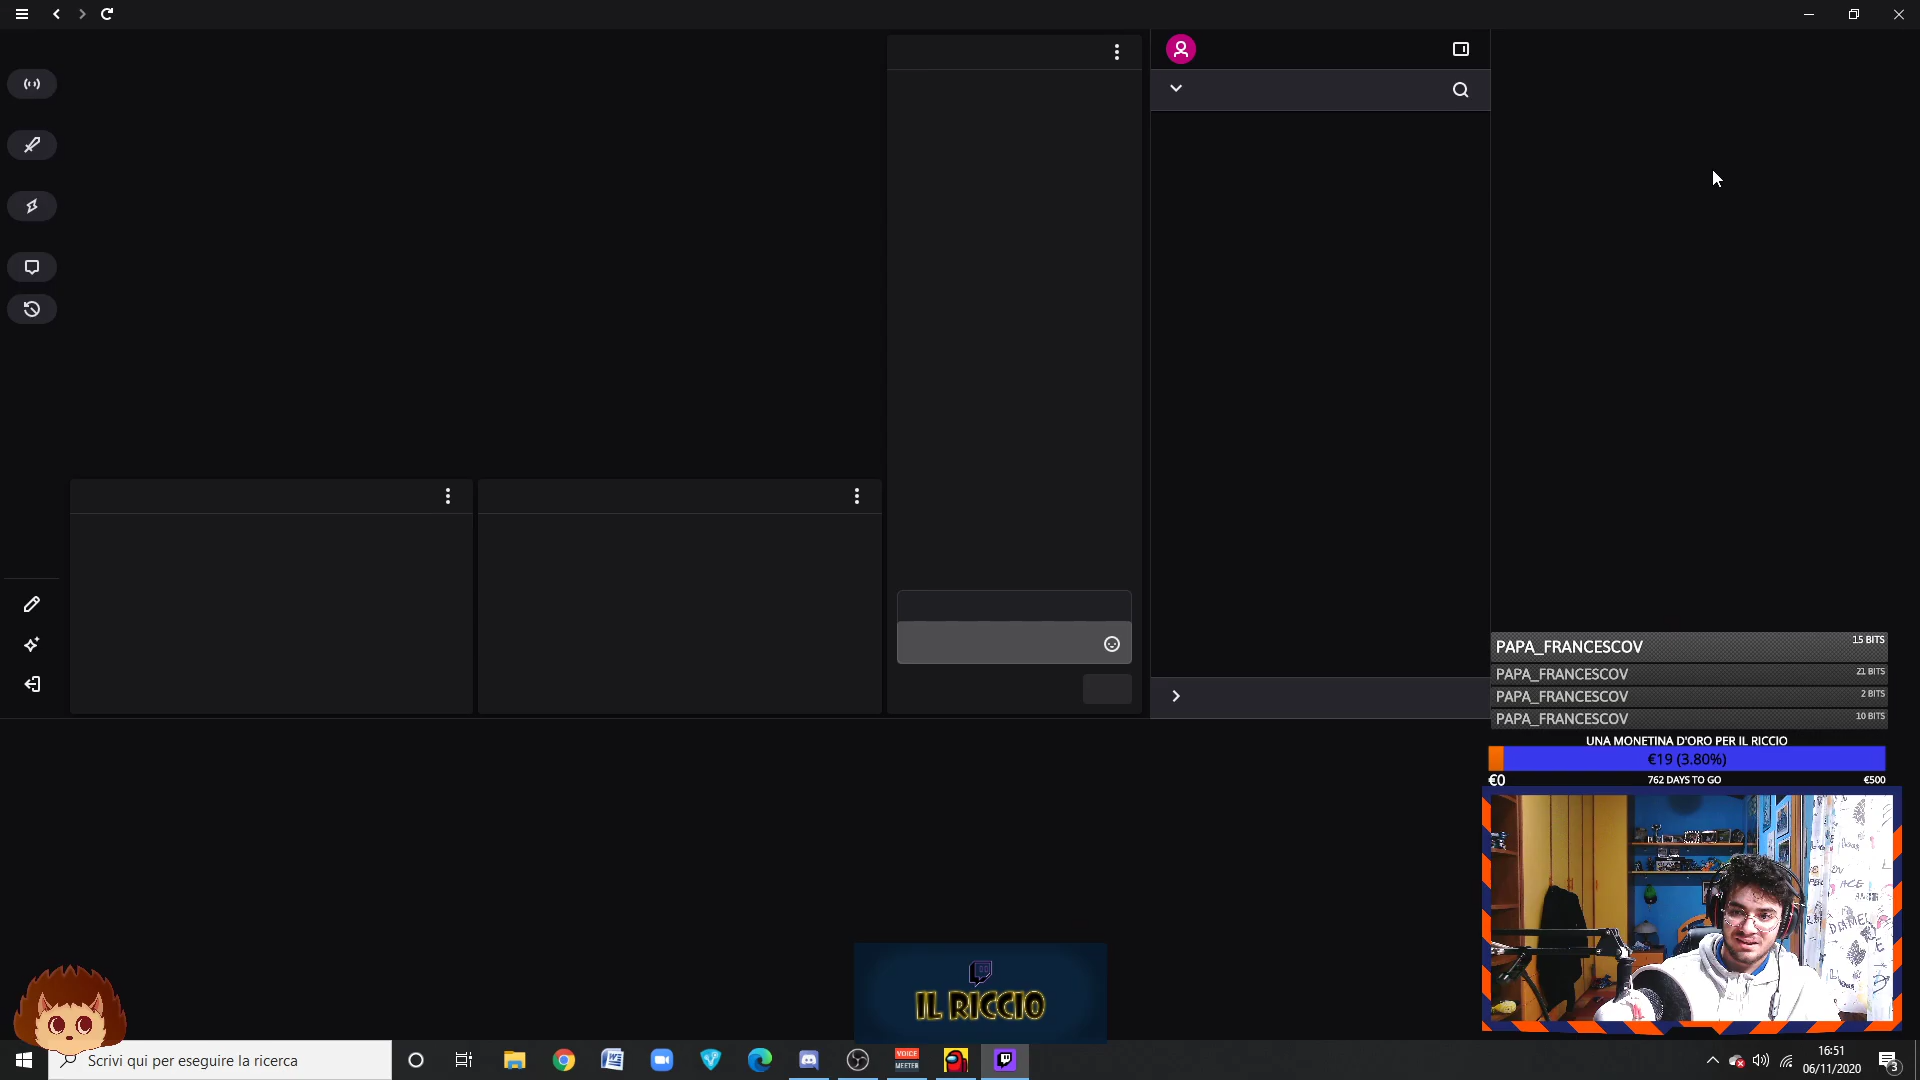 PAPA_FRANCESCOV 15 BITS
PAPA_FRANCESCOV 21 BITS
PAPA_FRANCESCOV 2 BITS
PAPA_FRANCESCOV 10 BITS
UNA MONETINA D'ORO PER IL RICCIO
€19 (3.80%)
€0 762 DAYS TO GO €500
IL RICCIO
Scrivi qui per eseguire la ricerca
VOICE
MEETER
16:51
06/11/2020
3